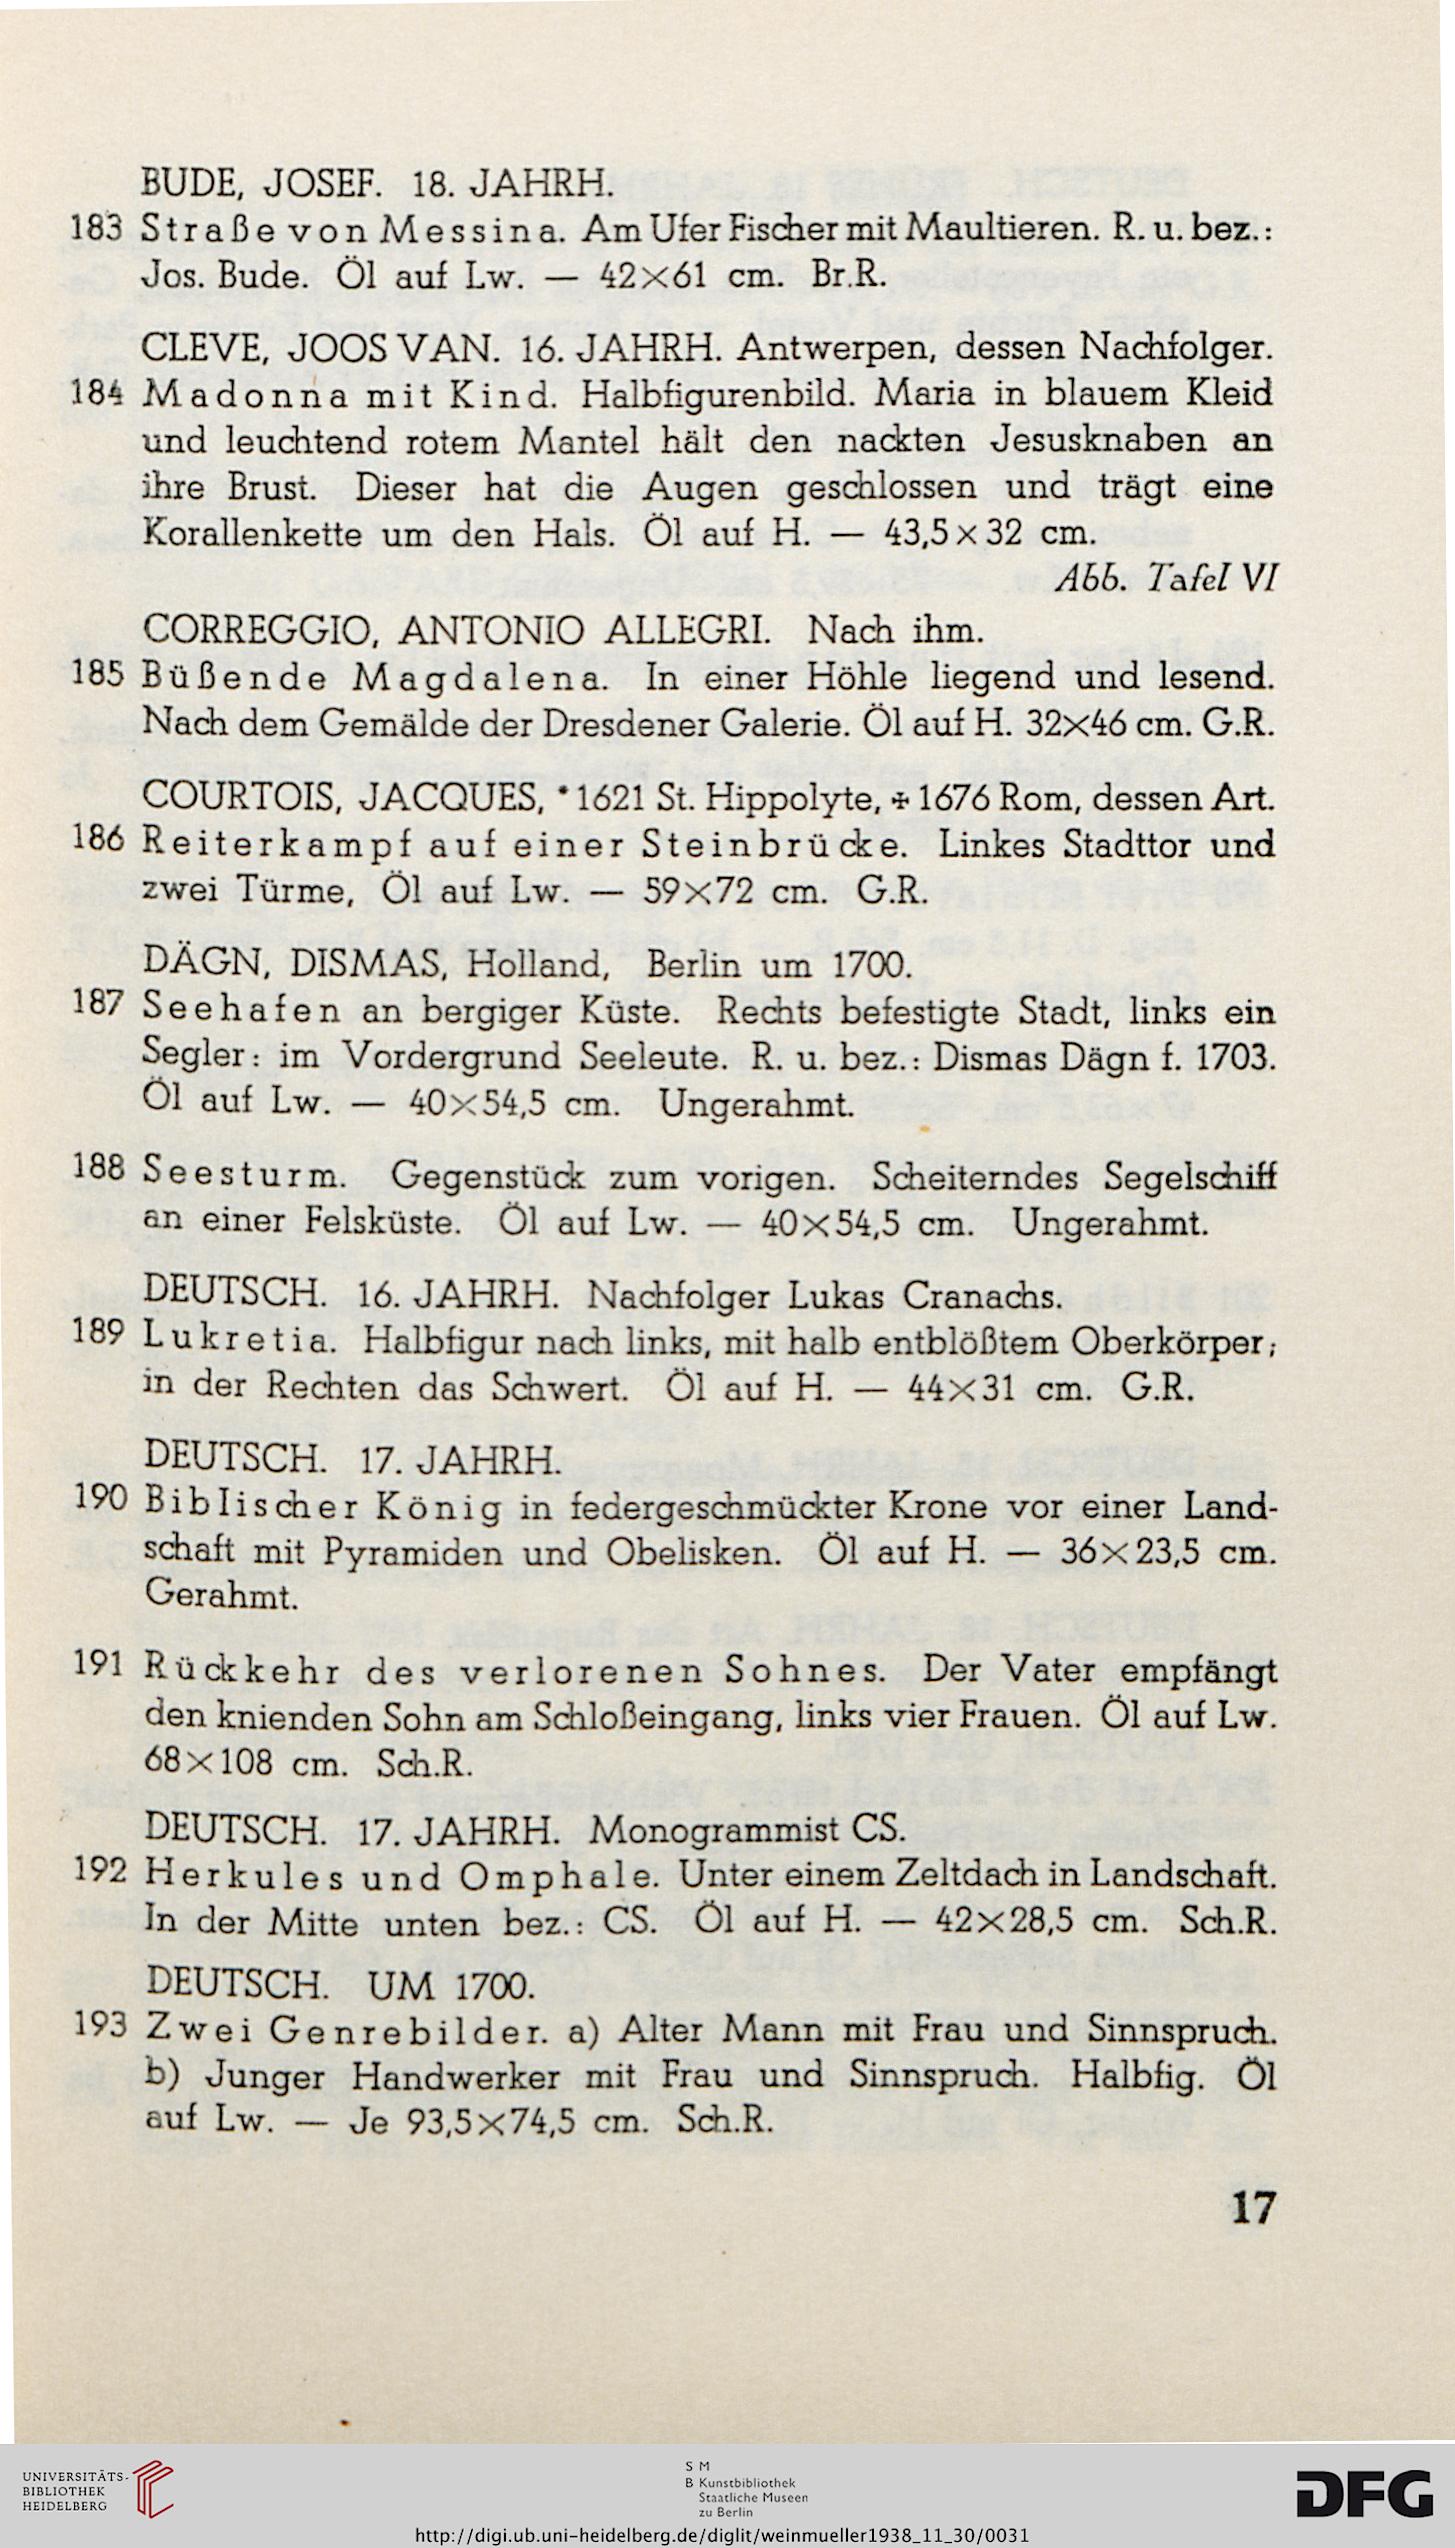 BUDE, JOSEF. 18. JAHRH.
183 Straße von Messina. Am Ufer Fischer mit Maultieren. R. u. bez.:
Jos. Bude. Öl auf Lw. — 42×61 cm. Br.R.
CLEVE, JOOS VAN. 16. JAHRH. Antwerpen, dessen Nachfolger.
184 Madonna mit Kind. Halbfigurenbild. Maria in blauem Kleid
und leuchtend rotem Mantel hält den nackten Jesusknaben an
ihre Brust. Dieser hat die Augen geschlossen und trägt eine
Korallenkette um den Hals. Öl auf H. — 43,5×32 cm.
Abb. Tafel VI
CORREGGIO, ANTONIO ALLEGRI. Nach ihm.
185 Büßende Magdalena. In einer Höhle liegend und lesend.
Nach dem Gemälde der Dresdener Galerie. Öl auf H. 32×46 cm. G.R.
COURTOIS, JACQUES, * 1621 St. Hippolyte, ✠ 1676 Rom, dessen Art.
186 Reiterkampf auf einer Steinbrücke. Linkes Stadttor und
zwei Türme, Öl auf Lw. — 59×72 cm. G.R.
DÄGN, DISMAS, Holland, Berlin um 1700.
187 Seehafen an bergiger Küste. Rechts befestigte Stadt, links ein
Segler: im Vordergrund Seeleute. R. u. bez.: Dismas Dägn f. 1703.
Öl auf Lw. — 40×54,5 cm. Ungerahmt.
188 Seesturm. Gegenstück zum vorigen. Scheiterndes Segelschiff
an einer Felsküste. Öl auf Lw. — 40×54,5 cm. Ungerahmt.
DEUTSCH. 16. JAHRH. Nachfolger Lukas Cranachs.
189 Lukretia. Halbfigur nach links, mit halb entblößtem Oberkörper;
in der Rechten das Schwert. Öl auf H. — 44×31 cm. G.R.
DEUTSCH. 17. JAHRH.
190 Biblischer König in federgeschmückter Krone vor einer Land-
schaft mit Pyramiden und Obelisken. Öl auf H. — 36×23,5 cm.
Gerahmt.
191 Rückkehr des verlorenen Sohnes. Der Vater empfängt
den knienden Sohn am Schloßeingang, links vier Frauen. Öl auf Lw.
68×108 cm. Sch.R.
DEUTSCH. 17. JAHRH. Monogrammist CS.
192 Herkules und Omphale. Unter einem Zeltdach in Landschaft.
In der Mitte unten bez.: CS. Öl auf H. — 42×28,5 cm. Sch.R.
DEUTSCH. UM 1700.
193 Zwei Genrebilder. a) Alter Mann mit Frau und Sinnspruch.
b) Junger Handwerker mit Frau und Sinnspruch. Halbfig. Öl
auf Lw. — Je 93,5×74,5 cm. Sch.R.
17
UNIVERSITÄTS-
BIBLIOTHEK
HEIDELBERG
S M
B Kunstbibliothek
Staatliche Museen
zu Berlin
DFG
http://digi.ub.uni-heidelberg.de/diglit/weinmueller1938_11_30/0031